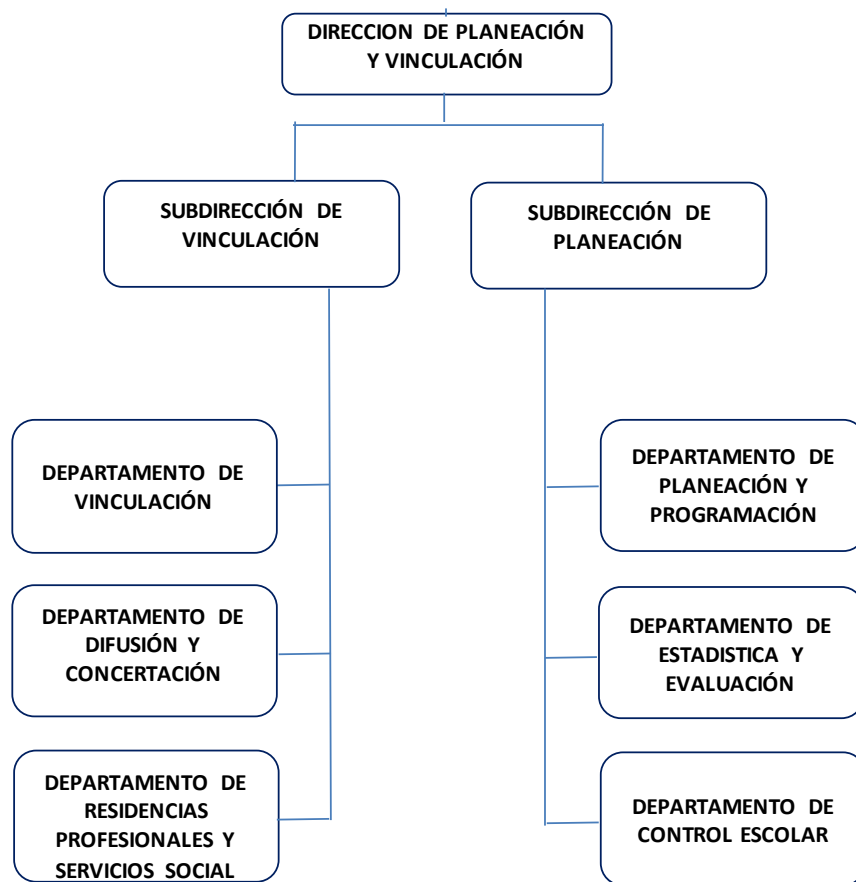 DIRECCION DE PLANEACIÓN
Y VINCULACIÓN
SUBDIRECCIÓN DE
VINCULACIÓN
SUBDIRECCIÓN DE
PLANEACIÓN
DEPARTAMENTO DE
VINCULACIÓN
DEPARTAMENTO DE
PLANEACIÓN Y
PROGRAMACIÓN
DEPARTAMENTO DE
DIFUSIÓN Y
CONCERTACIÓN
DEPARTAMENTO DE
ESTADISTICA Y
EVALUACIÓN
DEPARTAMENTO DE
RESIDENCIAS
PROFESIONALES Y
SERVICIOS SOCIAL
DEPARTAMENTO DE
CONTROL ESCOLAR